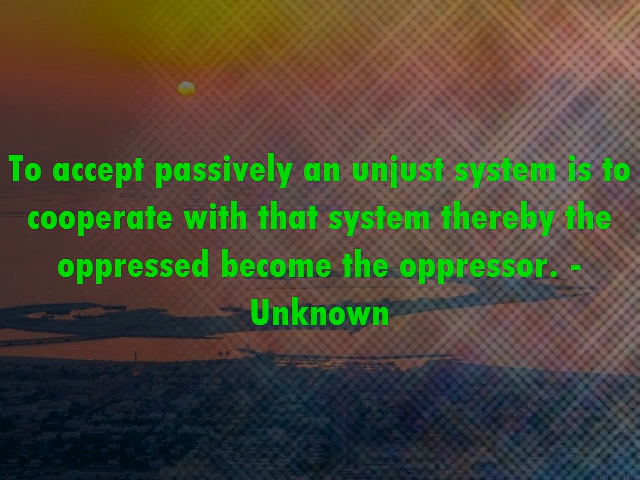 To accept passively an unjust system is to
cooperate with that system thereby the
oppressed become the oppressor. -
Unknown